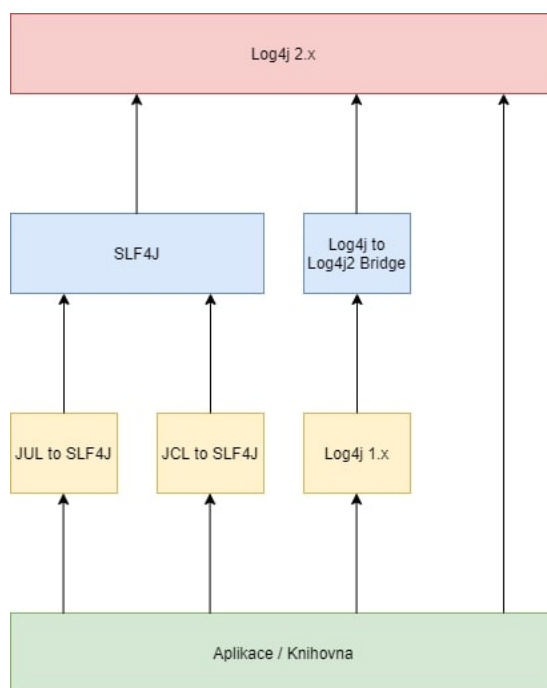 Log4j 2.x
SLF4J
Log4j to
Log4j2 Bridge
JUL to SLF4J
JCL to SLF4J
Log4j 1.x
Aplikace / Knihovna